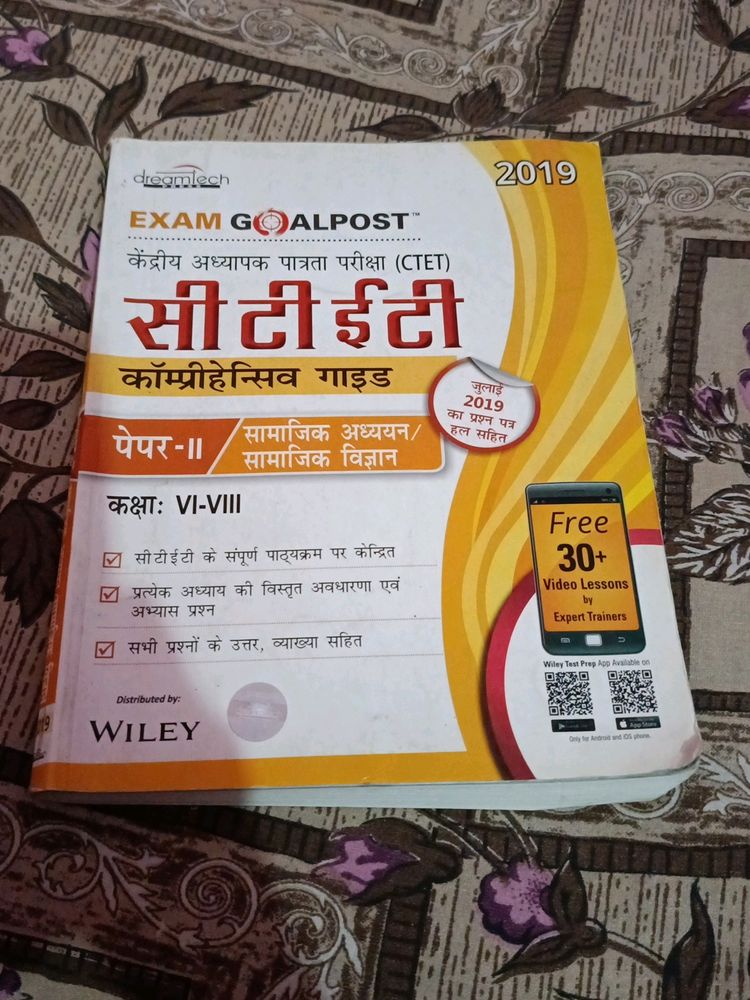 dreamtech
PRESS
2019
EXAM GOALPOST™
केंद्रीय अध्यापक पात्रता परीक्षा (CTET)
सी टी ई टी
कॉम्प्रीहेन्सिव गाइड
जुलाई
2019
का प्रश्न पत्र
हल सहित
पेपर -II
सामाजिक अध्ययन/
सामाजिक विज्ञान
कक्षाः VI-VIII
सी टी ई टी के संपूर्ण पाठ्यक्रम पर केन्द्रित
प्रत्येक अध्याय की विस्तृत अवधारणा एवं
अभ्यास प्रश्न
सभी प्रश्नों के उत्तर, व्याख्या सहित
Free
30+
Video Lessons
by
Expert Trainers
Wiley Test Prep App Available on
App Store
Only for Android and iOS phone.
Distributed by:
WILEY